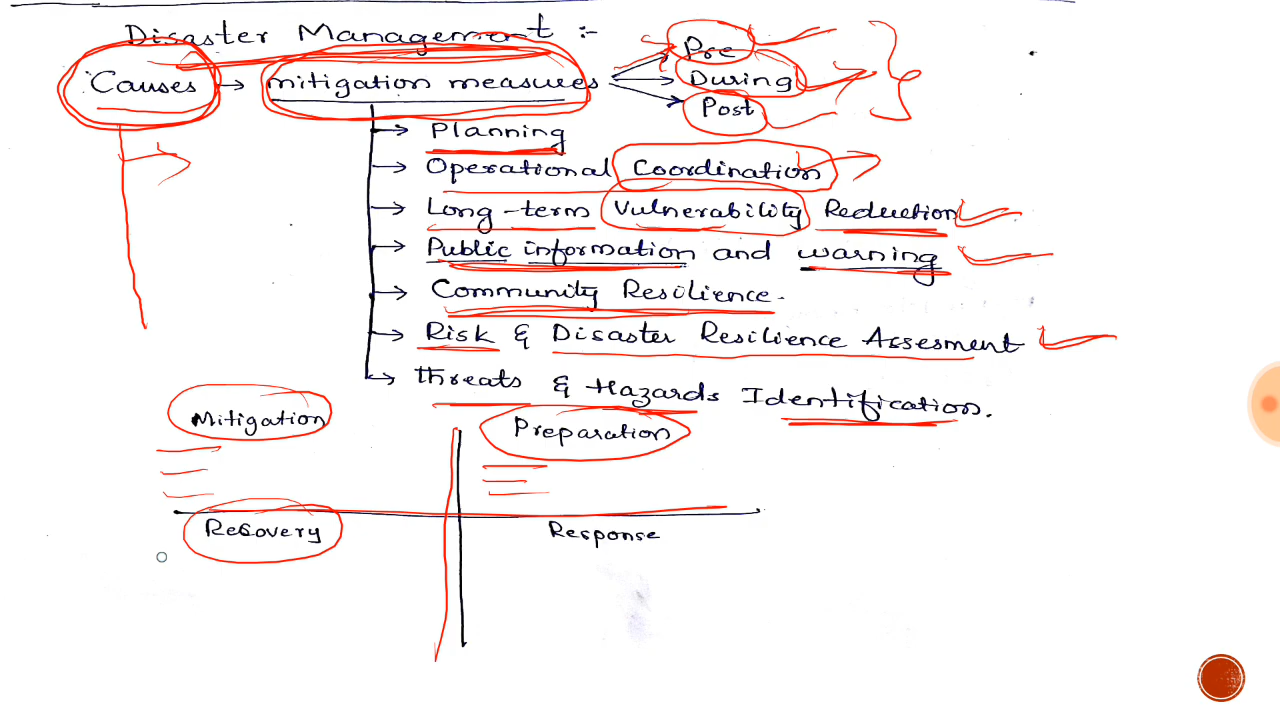 Disaster Management :-
Causes → mitigation measures → Pre
→ During
→ Post
→ Planning
→ Operational Coordination
→ Long-term Vulnerability Reduction
→ Public information and warning
→ Community Resilience.
→ Risk & Disaster Resilience Assesment
→ threats & Hazards Identification.
Mitigation
Preparation
Recovery
Response